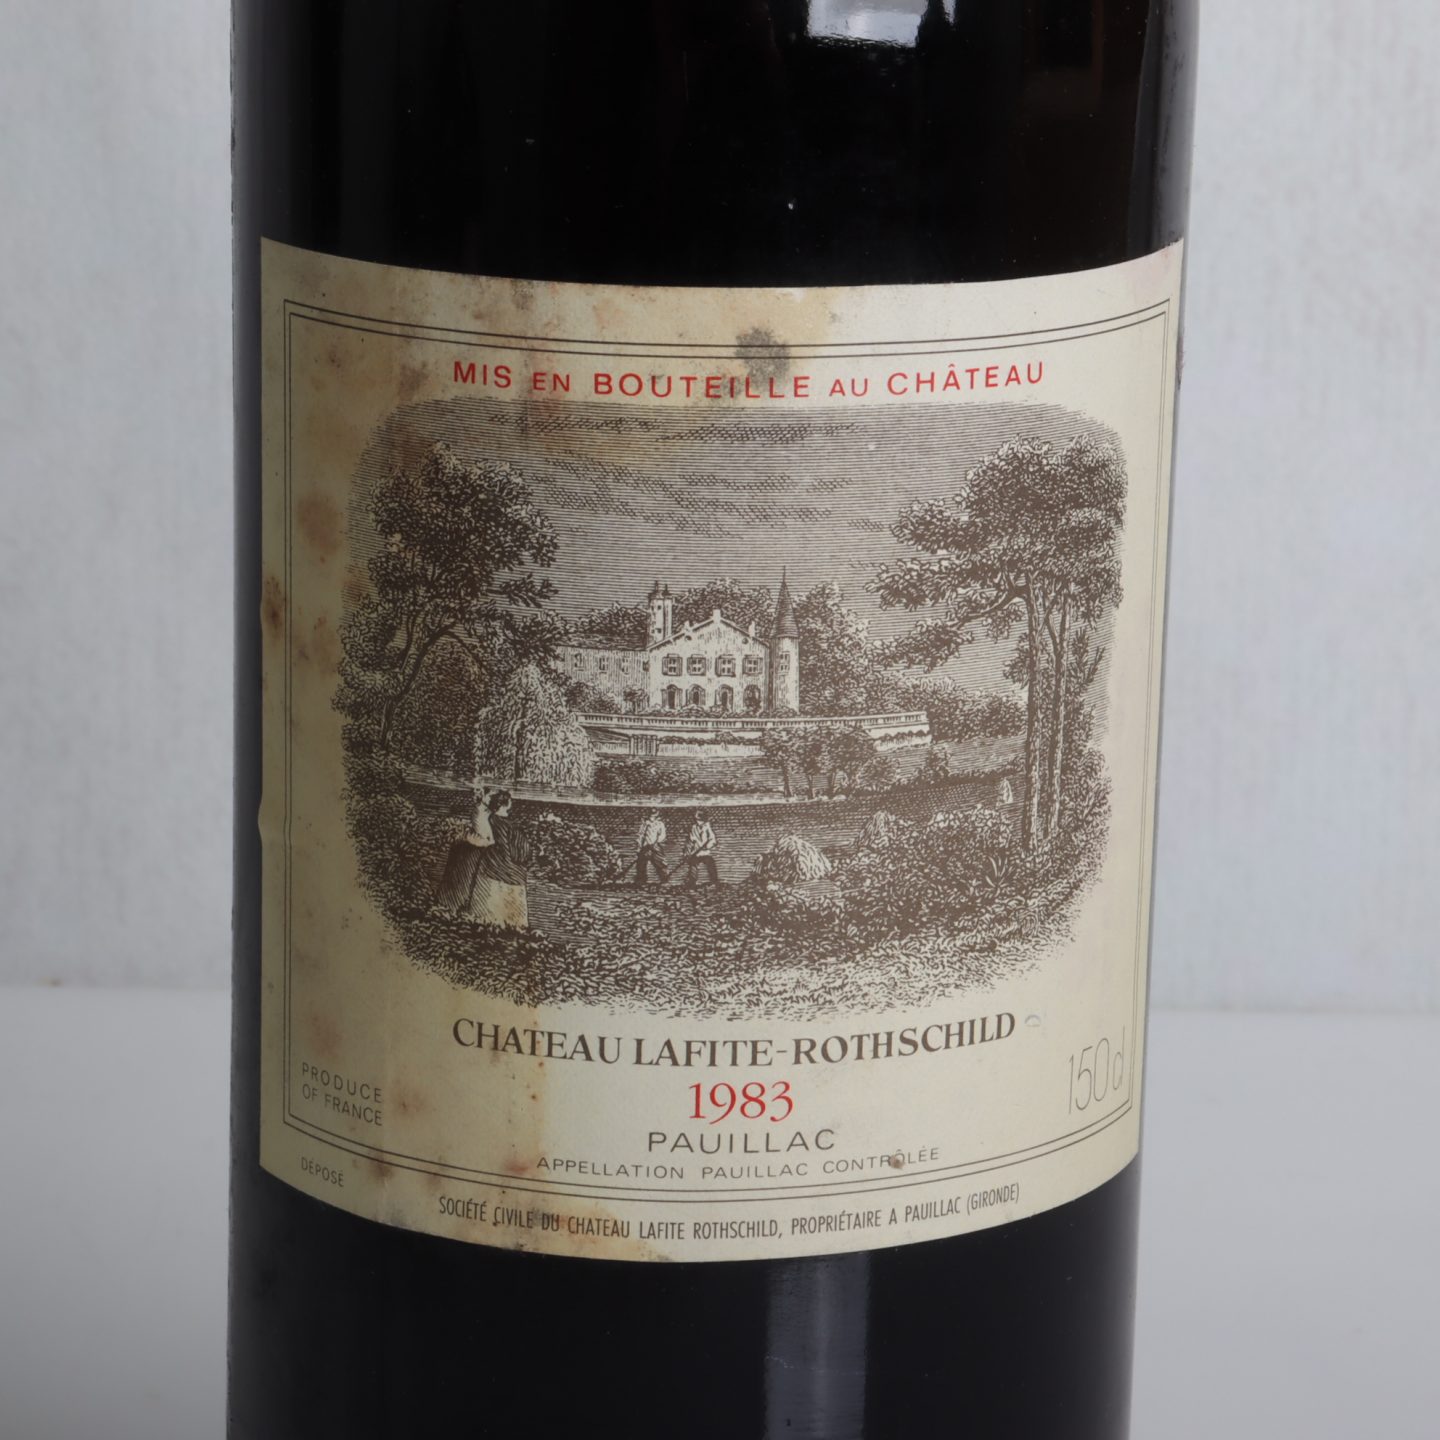 MIS EN BOUTEILLE AU CHÂTEAU
CHATEAU LAFITE-ROTHSCHILD
1983
PAUILLAC
APPELLATION PAUILLAC CONTRÔLÉE
PRODUCE
OF FRANCE
150cl
DÉPOSÉ
SOCIÉTÉ CIVILE DU CHATEAU LAFITE ROTHSCHILD, PROPRIÉTAIRE A PAUILLAC (GIRONDE)